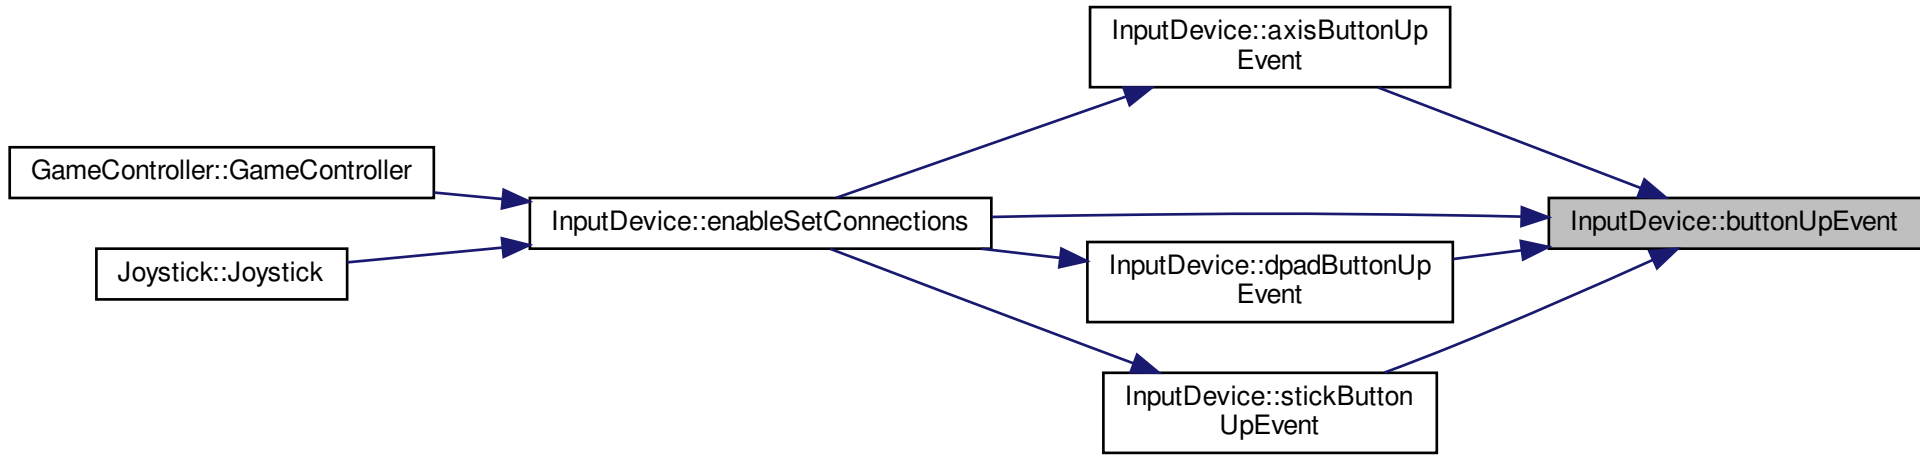 InputDevice::axisButtonUp
Event
GameController::GameController
InputDevice::enableSetConnections
InputDevice::buttonUpEvent
Joystick::Joystick
InputDevice::dpadButtonUp
Event
InputDevice::stickButton
UpEvent